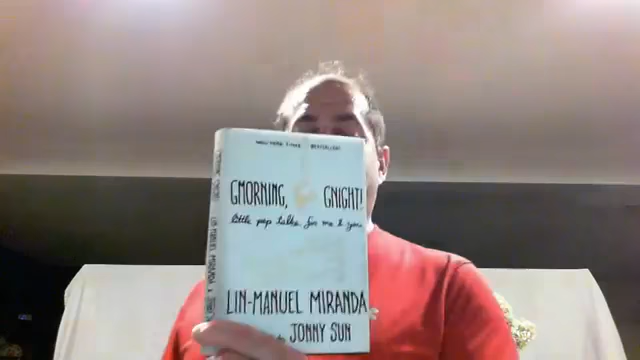 NEW YORK TIMES BESTSELLER
GMORNING, GNIGHT!
little pep talks for me & you
LIN-MANUEL MIRANDA
JONNY SUN